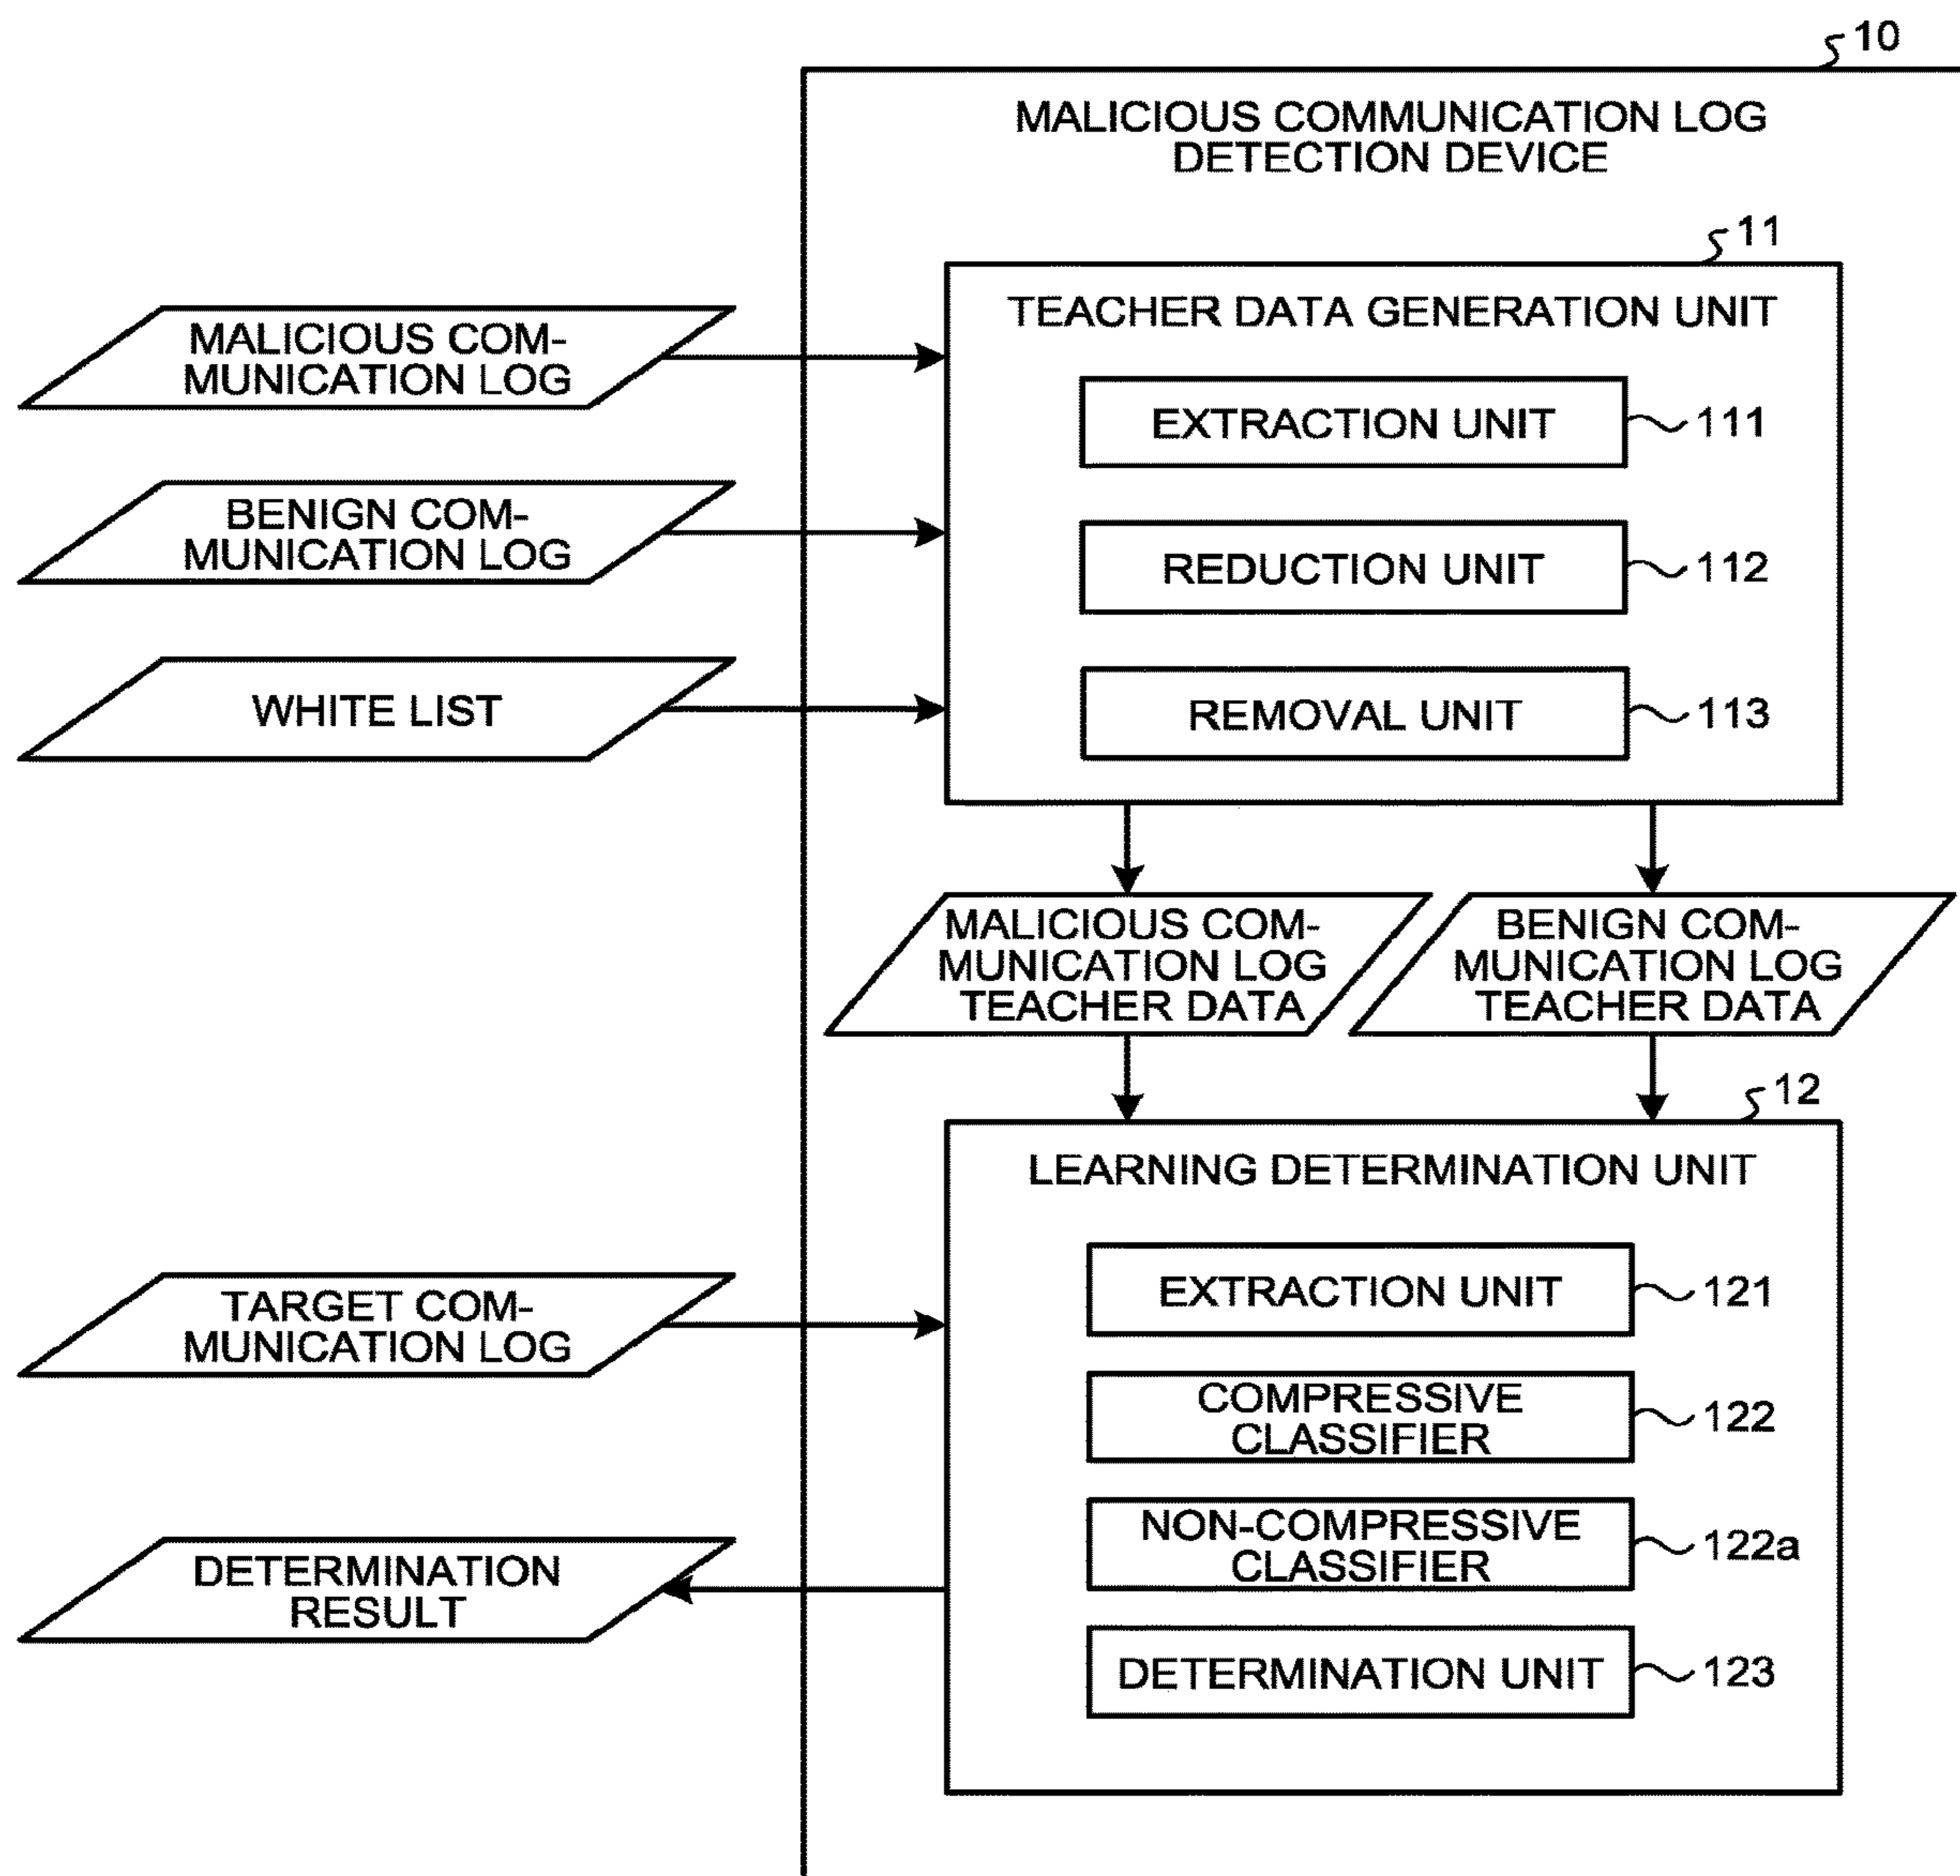 10
MALICIOUS COMMUNICATION LOG
DETECTION DEVICE
11
TEACHER DATA GENERATION UNIT
MALICIOUS COM-
MUNICATION LOG
EXTRACTION UNIT
111
BENIGN COM-
MUNICATION LOG
REDUCTION UNIT
112
WHITE LIST
REMOVAL UNIT
113
MALICIOUS COM-
MUNICATION LOG
TEACHER DATA
BENIGN COM-
MUNICATION LOG
TEACHER DATA
12
LEARNING DETERMINATION UNIT
TARGET COM-
MUNICATION LOG
EXTRACTION UNIT
121
COMPRESSIVE
CLASSIFIER
122
NON-COMPRESSIVE
CLASSIFIER
122a
DETERMINATION
RESULT
DETERMINATION UNIT
123